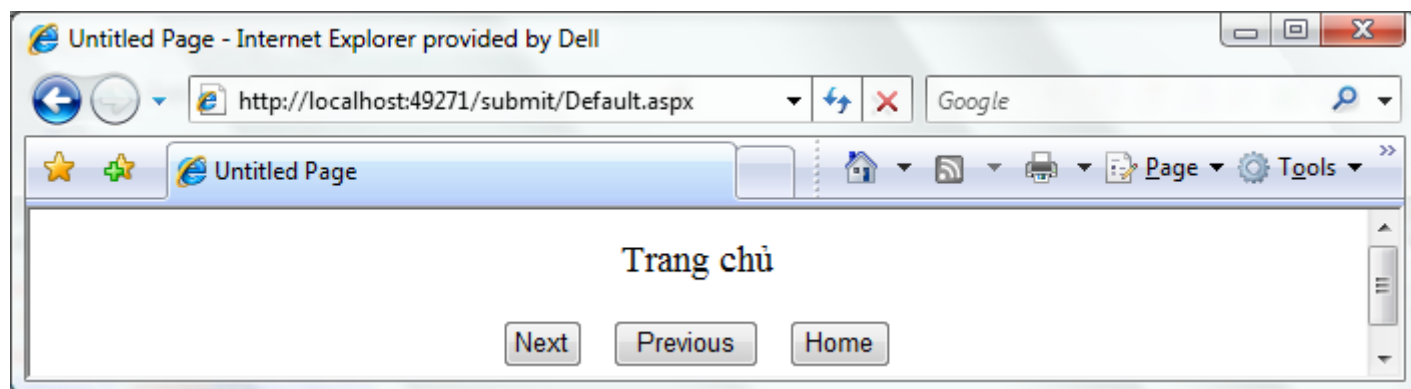 Untitled Page - Internet Explorer provided by Dell
http://localhost:49271/submit/Default.aspx
Google
Untitled Page
Page
Tools
Trang chủ
Next
Previous
Home